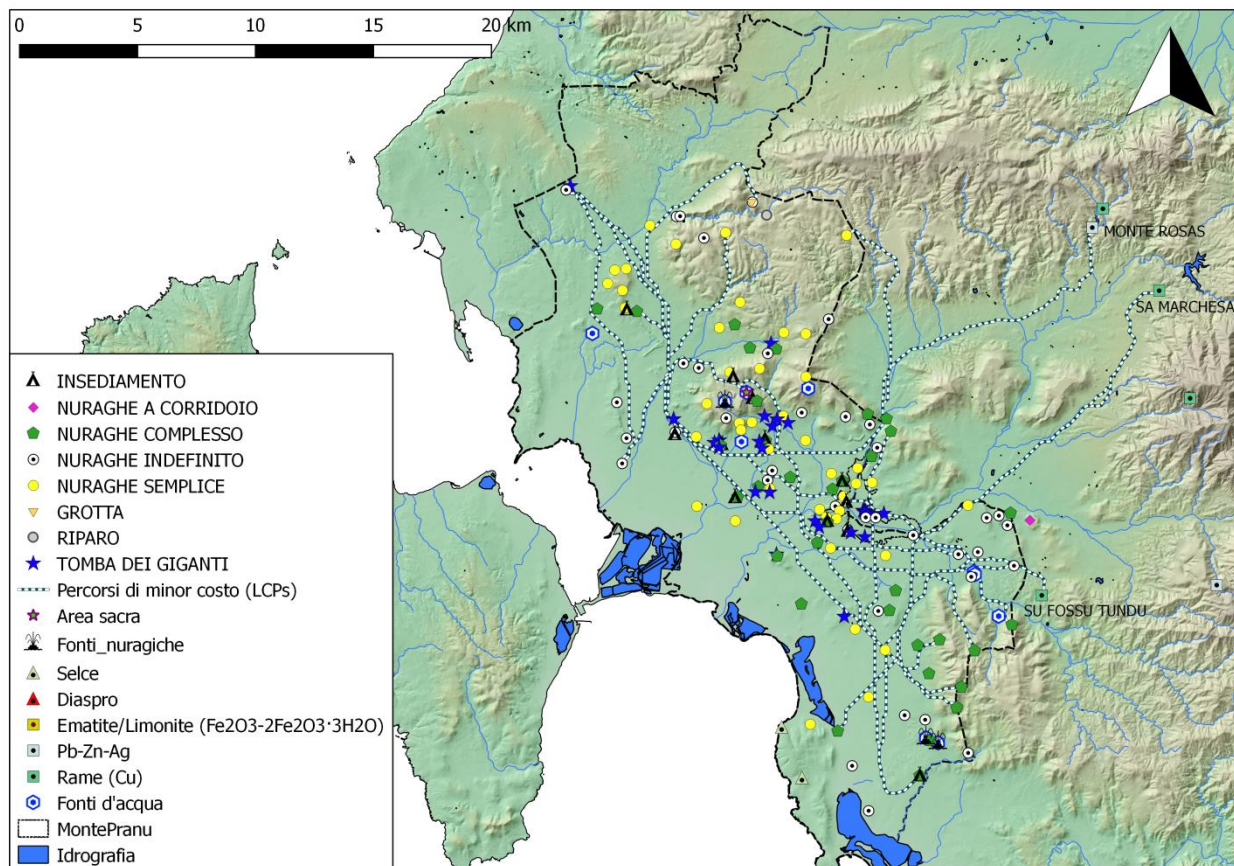 0 5 10 15 20 km
MONTE ROSAS
SA MARCHESA
SU FOSSU TUNDU
INSEDIAMENTO
NURAGHE A CORRIDOIO
NURAGHE COMPLESSO
NURAGHE INDEFINITO
NURAGHE SEMPLICE
GROTTA
RIPARO
TOMBA DEI GIGANTI
Percorsi di minor costo (LCPs)
Area sacra
Fonti_nuragiche
Selce
Diaspro
Ematite/Limonite (Fe2O3-2Fe2O3·3H2O)
Pb-Zn-Ag
Rame (Cu)
Fonti d'acqua
MontePranu
Idrografia